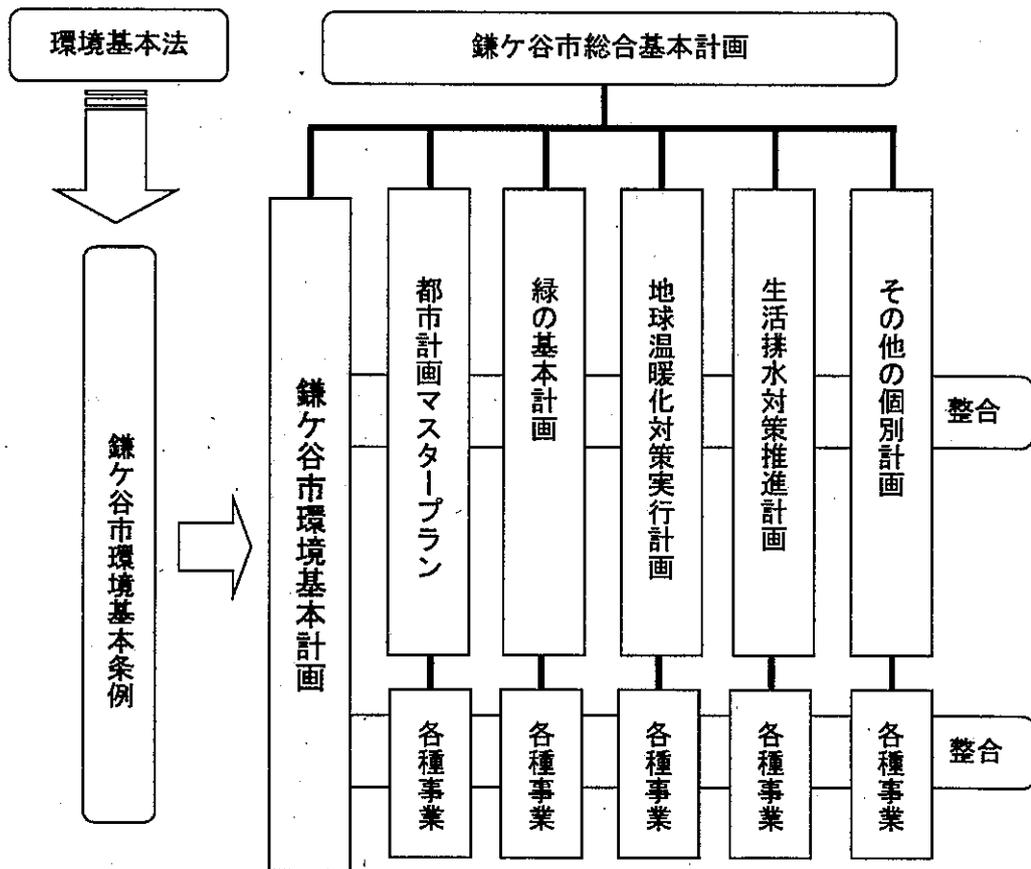 環境基本法
鎌ケ谷市総合基本計画
鎌ケ谷市環境基本条例
鎌ケ谷市環境基本計画
都市計画マスタープラン
緑の基本計画
地球温暖化対策実行計画
生活排水対策推進計画
その他の個別計画
整合
各種事業
各種事業
各種事業
各種事業
各種事業
整合